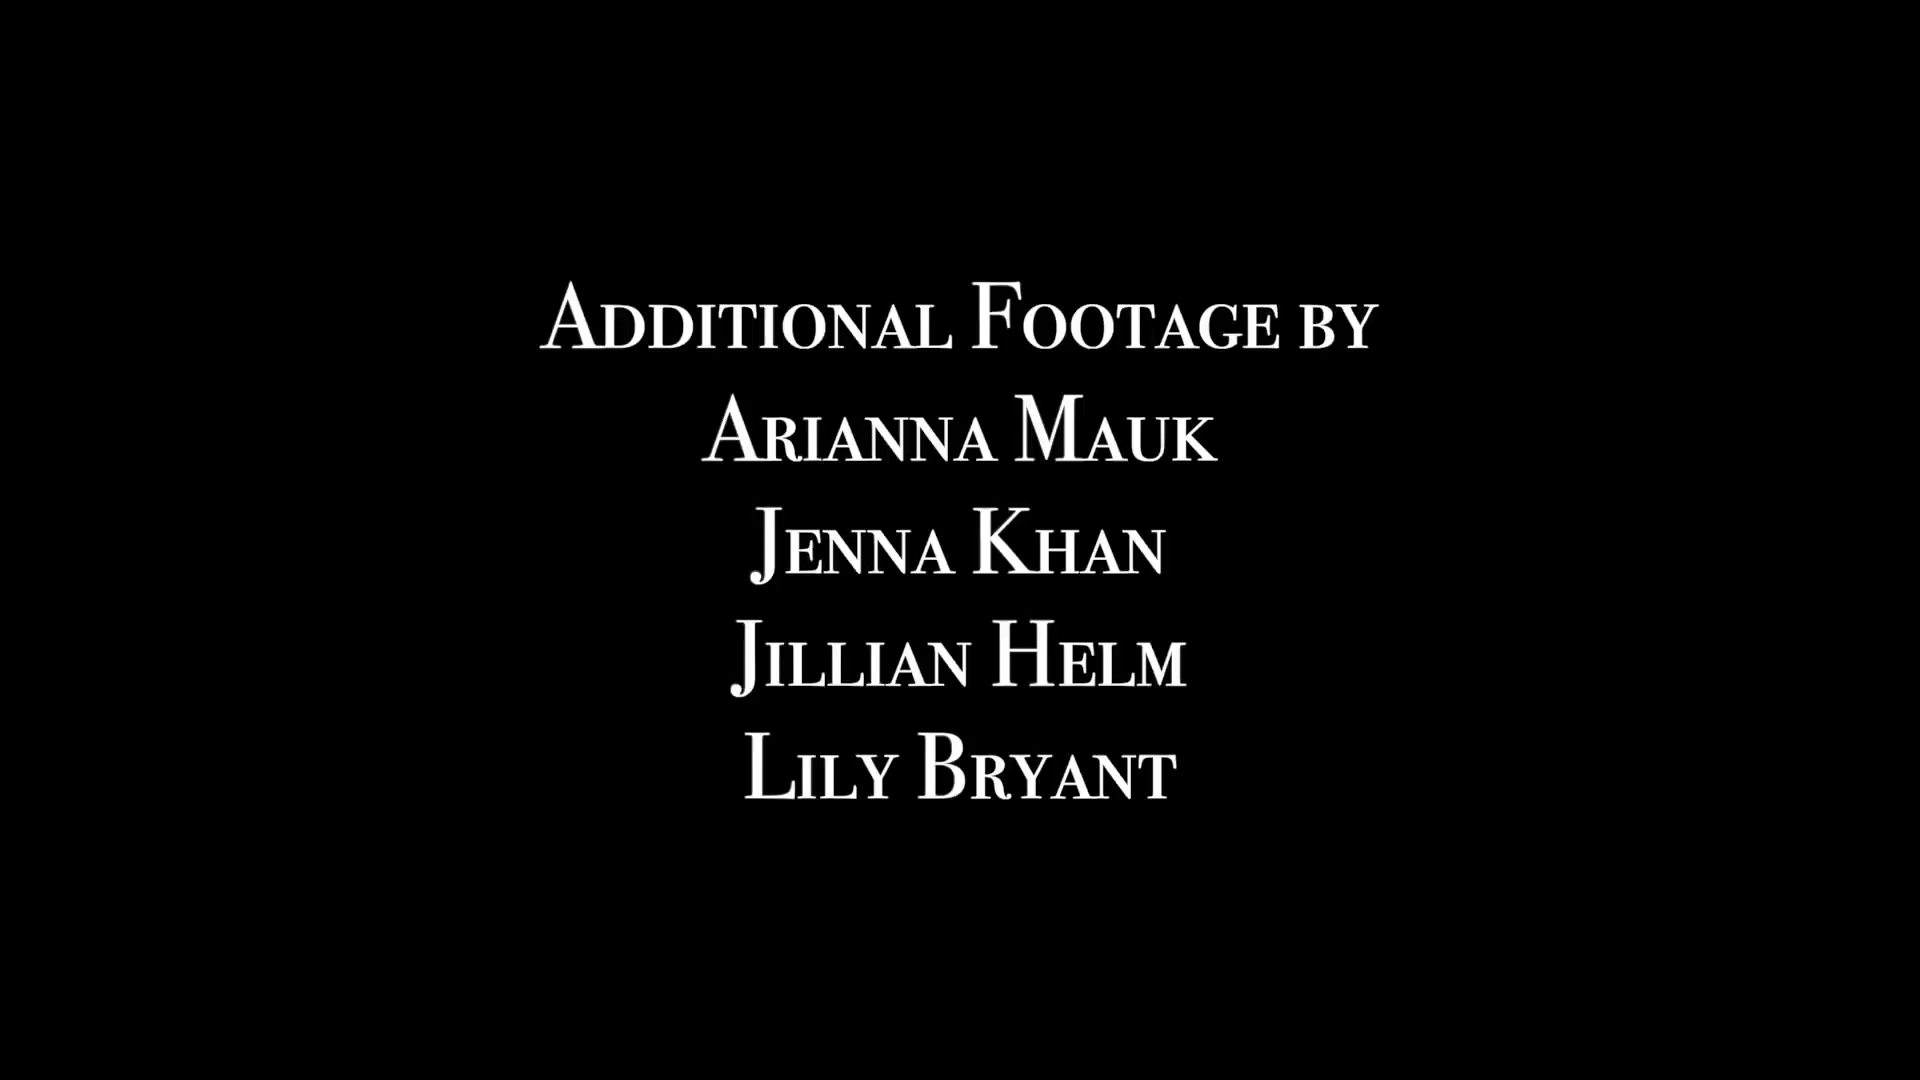 Additional Footage by
Arianna Mauk
Jenna Khan
Jillian Helm
Lily Bryant